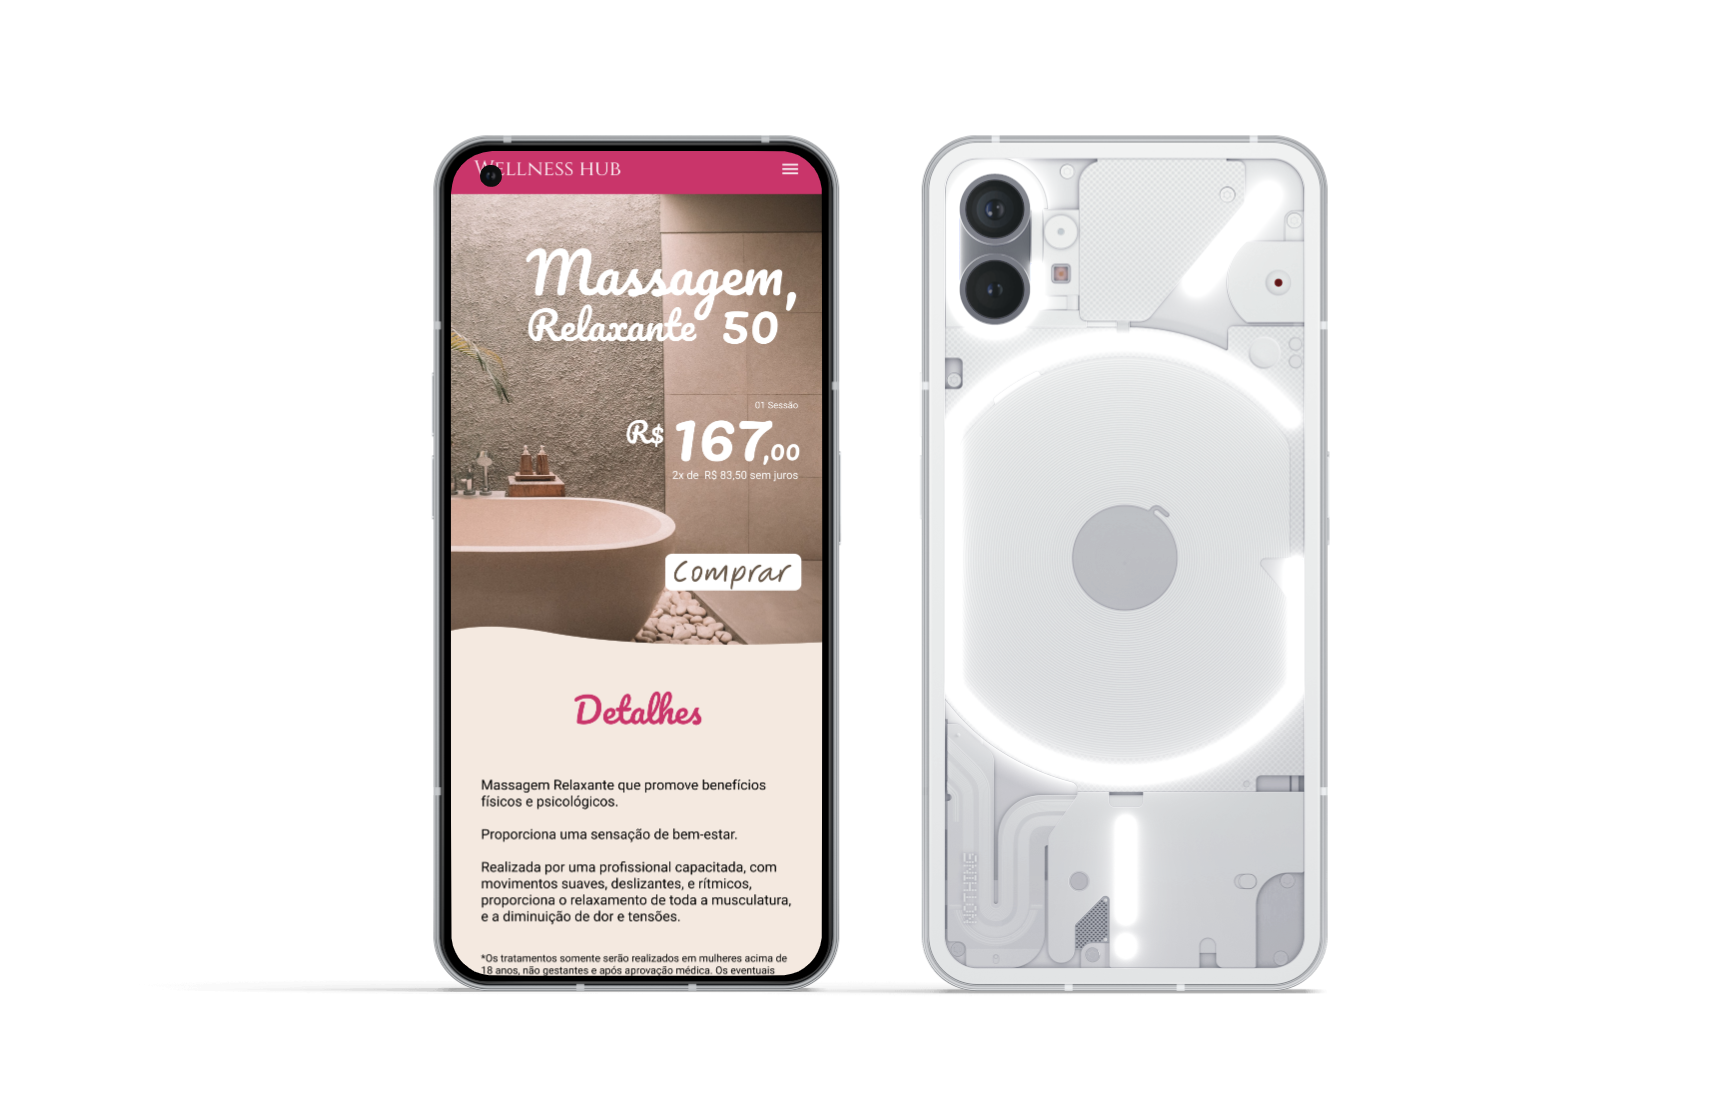 WELLNESS HUB
Massagem,
Relaxante 50
01 Sessão
R$ 167,00
2x de R$ 83,50 sem juros
Comprar
Detalhes
Massagem Relaxante que promove benefícios
físicos e psicológicos.
Proporciona uma sensação de bem-estar.
Realizada por uma profissional capacitada, com
movimentos suaves, deslizantes, e rítmicos,
proporciona o relaxamento de toda a musculatura,
e a diminuição de dor e tensões.
*Os tratamentos somente serão realizados em mulheres acima de
18 anos, não gestantes e após aprovação médica. Os eventuais
NOTHING